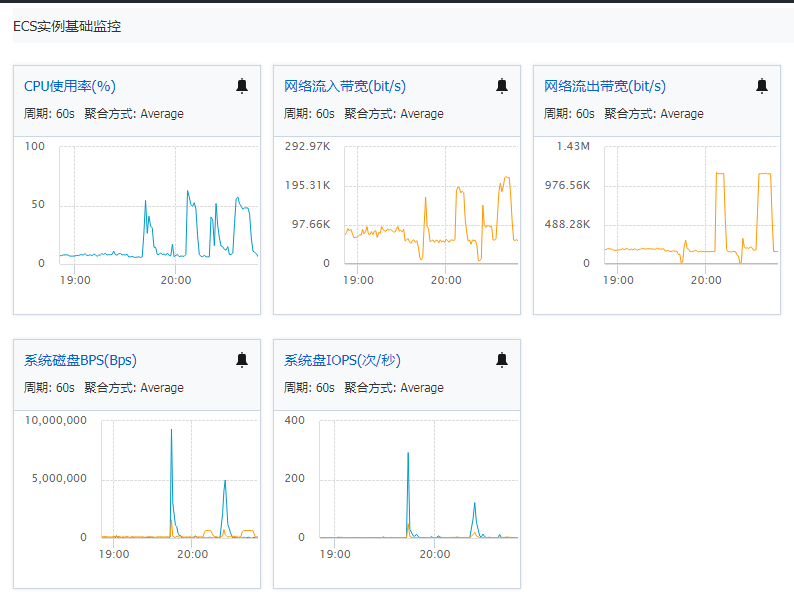 ECS实例基础监控
CPU使用率(%)
周期: 60s 聚合方式: Average
100
50
0
19:00 20:00
网络流入带宽(bit/s)
周期: 60s 聚合方式: Average
292.97K
195.31K
97.66K
0
19:00 20:00
网络流出带宽(bit/s)
周期: 60s 聚合方式: Average
1.43M
976.56K
488.28K
0
19:00 20:00
系统磁盘BPS(Bps)
周期: 60s 聚合方式: Average
10,000,000
5,000,000
0
19:00 20:00
系统盘IOPS(次/秒)
周期: 60s 聚合方式: Average
400
200
0
19:00 20:00